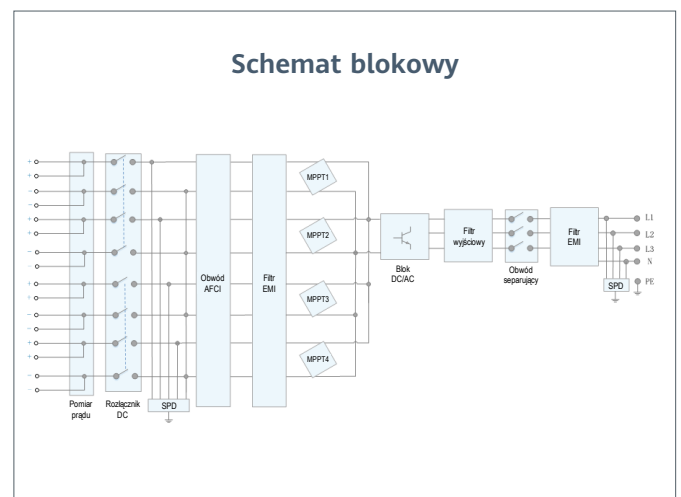 Schemat blokowy
+
+
−
−
+
+
−
−
+
+
−
−
+
+
−
−
Pomiar
prądu
Rozłącznik
DC
SPD
Obwód
AFCI
Filtr
EMI
MPPT1
MPPT2
MPPT3
MPPT4
Blok
DC/AC
Filtr
wyjściowy
Obwód
separujący
Filtr
EMI
L1
L2
L3
N
SPD
PE